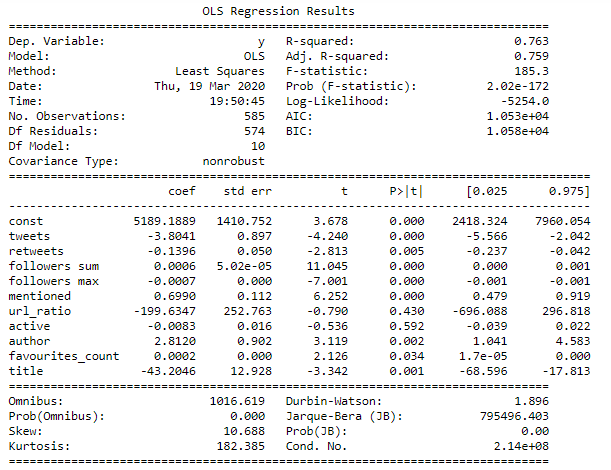 OLS Regression Results
==============================================================================
Dep. Variable:                      y   R-squared:                       0.763
Model:                            OLS   Adj. R-squared:                  0.759
Method:                 Least Squares   F-statistic:                     185.3
Date:                Thu, 19 Mar 2020   Prob (F-statistic):          2.02e-172
Time:                        19:50:45   Log-Likelihood:                -5254.0
No. Observations:                 585   AIC:                         1.053e+04
Df Residuals:                     574   BIC:                         1.058e+04
Df Model:                          10
Covariance Type:            nonrobust
====================================================================================
                       coef    std err          t      P>|t|      [0.025      0.975]
------------------------------------------------------------------------------------
const             5189.1889   1410.752      3.678      0.000    2418.324    7960.054
tweets              -3.8041      0.897     -4.240      0.000      -5.566      -2.042
retweets            -0.1396      0.050     -2.813      0.005      -0.237      -0.042
followers sum        0.0006   5.02e-05     11.045      0.000       0.000       0.001
followers max       -0.0007      0.000     -7.001      0.000      -0.001      -0.001
mentioned            0.6990      0.112      6.252      0.000       0.479       0.919
url_ratio         -199.6347    252.763     -0.790      0.430    -696.088     296.818
active              -0.0083      0.016     -0.536      0.592      -0.039       0.022
author               2.8120      0.902      3.119      0.002       1.041       4.583
favourites_count     0.0002      0.000      2.126      0.034     1.7e-05       0.000
title              -43.2046     12.928     -3.342      0.001     -68.596     -17.813
==============================================================================
Omnibus:                     1016.619   Durbin-Watson:                   1.896
Prob(Omnibus):                  0.000   Jarque-Bera (JB):           795496.403
Skew:                          10.688   Prob(JB):                         0.00
Kurtosis:                     182.385   Cond. No.                     2.14e+08
==============================================================================